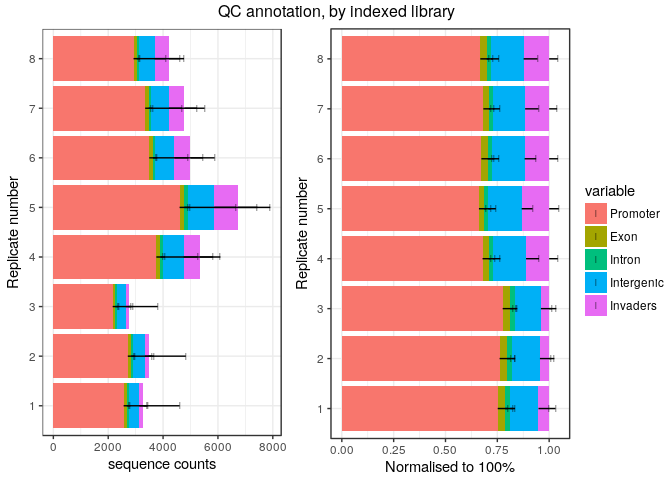 QC annotation, by indexed library
Replicate number
8
7
6
5
4
3
2
1
0
2000
4000
6000
8000
sequence counts
Replicate number
8
7
6
5
4
3
2
1
0.00
0.25
0.50
0.75
1.00
Normalised to 100%
variable
Promoter
Exon
Intron
Intergenic
Invaders